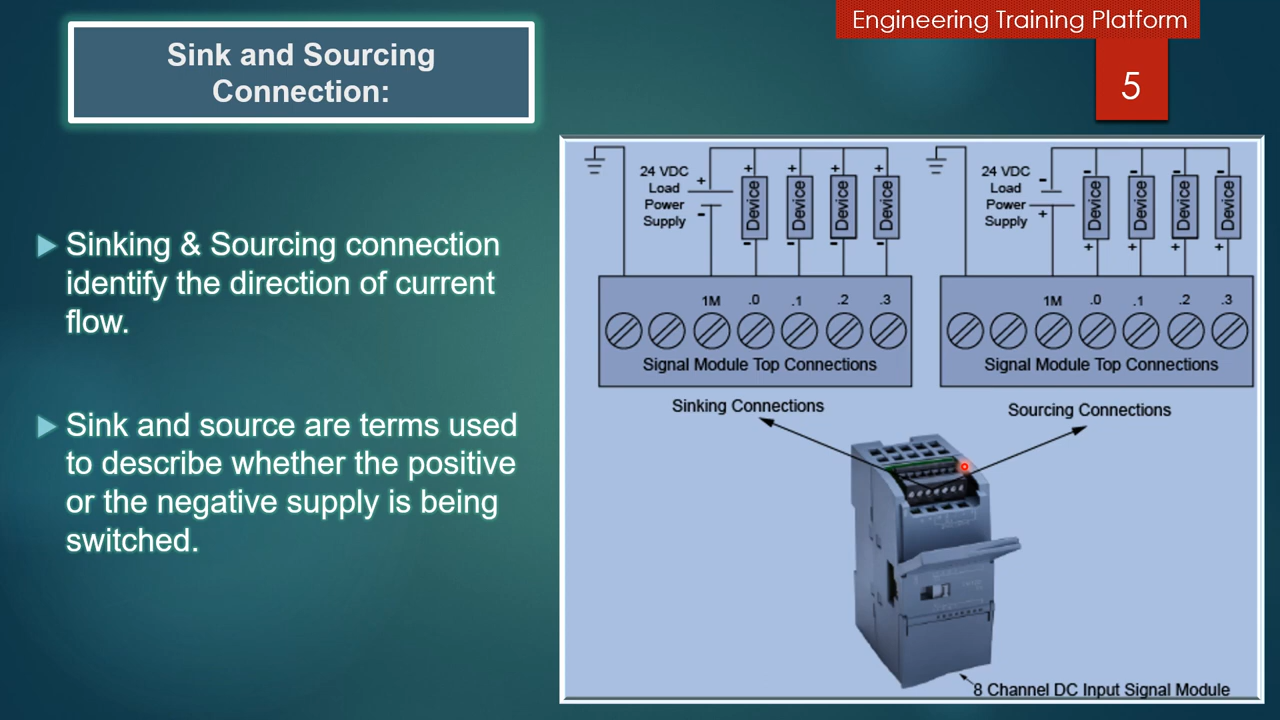 Engineering Training Platform
5
Sink and Sourcing
Connection:
Sinking & Sourcing connection
identify the direction of current
flow.
Sink and source are terms used
to describe whether the positive
or the negative supply is being
switched.
24 VDC
Load
Power
Supply
+
-
+ + + +
Device Device Device Device
- - - -
1M .0 .1 .2 .3
Signal Module Top Connections
Sinking Connections
24 VDC
Load
Power
Supply
-
+
- - - -
Device Device Device Device
+ + + +
1M .0 .1 .2 .3
Signal Module Top Connections
Sourcing Connections
8 Channel DC Input Signal Module